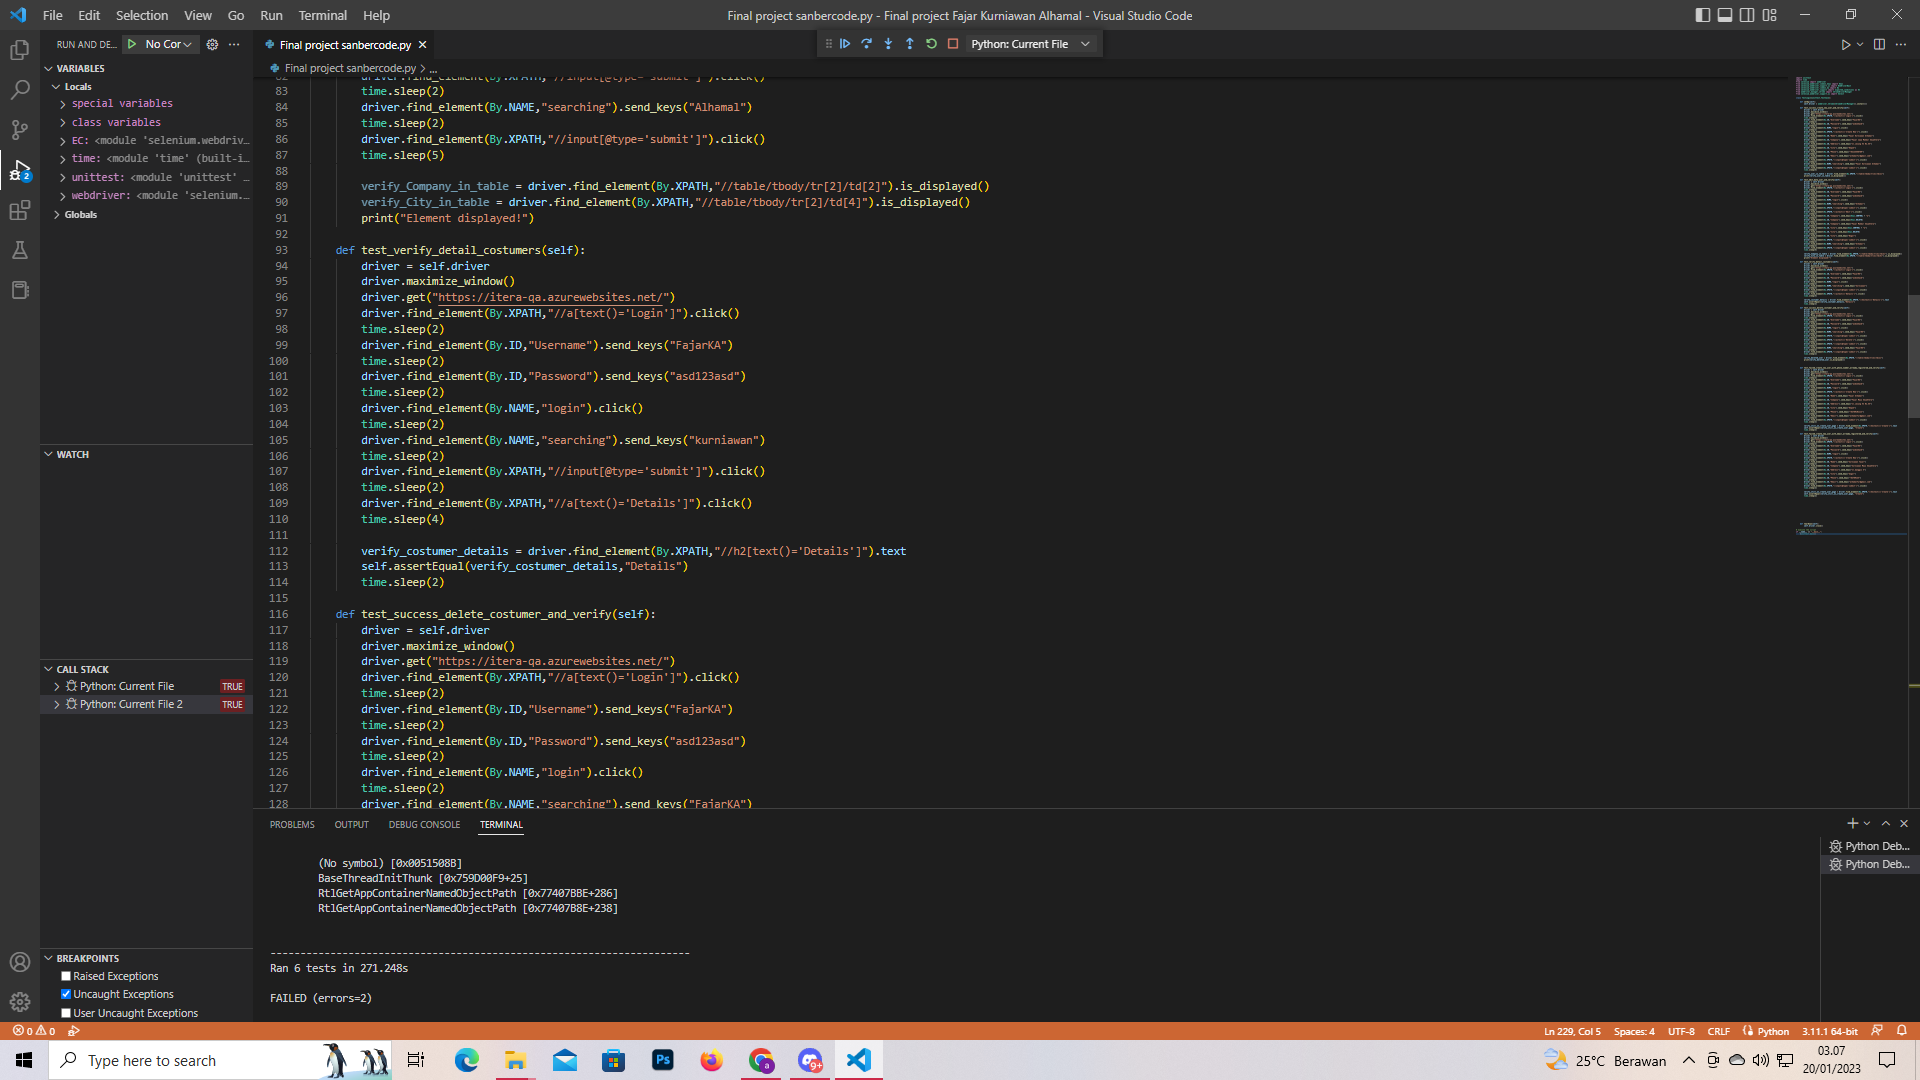 File Edit Selection View Go Run Terminal Help
Final project sanbercode.py - Final project Fajar Kurniawan Alhamal - Visual Studio Code
RUN AND DE... No Cor
Final project sanbercode.py
Python: Current File
Final project sanbercode.py > ...
VARIABLES
Locals
special variables
class variables
EC: <module 'selenium.webdriv...
time: <module 'time' (built-i...
unittest: <module 'unittest' ...
webdriver: <module 'selenium....
Globals
WATCH
CALL STACK
Python: Current File TRUE
Python: Current File 2 TRUE
BREAKPOINTS
Raised Exceptions
Uncaught Exceptions
User Uncaught Exceptions
2
82 driver.find_element(By.XPATH,"//input[@type='submit']").click()
83 time.sleep(2)
84 driver.find_element(By.NAME,"searching").send_keys("Alhamal")
85 time.sleep(2)
86 driver.find_element(By.XPATH,"//input[@type='submit']").click()
87 time.sleep(5)
88
89 verify_Company_in_table = driver.find_element(By.XPATH,"//table/tbody/tr[2]/td[2]").is_displayed()
90 verify_City_in_table = driver.find_element(By.XPATH,"//table/tbody/tr[2]/td[4]").is_displayed()
91 print("Element displayed!")
92
93 def test_verify_detail_costumers(self):
94 driver = self.driver
95 driver.maximize_window()
96 driver.get("https://itera-qa.azurewebsites.net/")
97 driver.find_element(By.XPATH,"//a[text()='Login']").click()
98 time.sleep(2)
99 driver.find_element(By.ID,"Username").send_keys("FajarKA")
100 time.sleep(2)
101 driver.find_element(By.ID,"Password").send_keys("asd123asd")
102 time.sleep(2)
103 driver.find_element(By.NAME,"login").click()
104 time.sleep(2)
105 driver.find_element(By.NAME,"searching").send_keys("kurniawan")
106 time.sleep(2)
107 driver.find_element(By.XPATH,"//input[@type='submit']").click()
108 time.sleep(2)
109 driver.find_element(By.XPATH,"//a[text()='Details']").click()
110 time.sleep(4)
111
112 verify_costumer_details = driver.find_element(By.XPATH,"//h2[text()='Details']").text
113 self.assertEqual(verify_costumer_details,"Details")
114 time.sleep(2)
115
116 def test_success_delete_costumer_and_verify(self):
117 driver = self.driver
118 driver.maximize_window()
119 driver.get("https://itera-qa.azurewebsites.net/")
120 driver.find_element(By.XPATH,"//a[text()='Login']").click()
121 time.sleep(2)
122 driver.find_element(By.ID,"Username").send_keys("FajarKA")
123 time.sleep(2)
124 driver.find_element(By.ID,"Password").send_keys("asd123asd")
125 time.sleep(2)
126 driver.find_element(By.NAME,"login").click()
127 time.sleep(2)
128 driver.find_element(By.NAME,"searching").send_keys("FajarKA")
PROBLEMS OUTPUT DEBUG CONSOLE TERMINAL
(No symbol) [0x0051508B]
BaseThreadInitThunk [0x759D00F9+25]
RtlGetAppContainerNamedObjectPath [0x77407BBE+286]
RtlGetAppContainerNamedObjectPath [0x77407B8E+238]
----------------------------------------------------------------------
Ran 6 tests in 271.248s
FAILED (errors=2)
Python Deb...
Python Deb...
0 0
Ln 229, Col 5 Spaces: 4 UTF-8 CRLF Python 3.11.1 64-bit
Type here to search
Ps
a
9+
25°C Berawan
03.07
20/01/2023